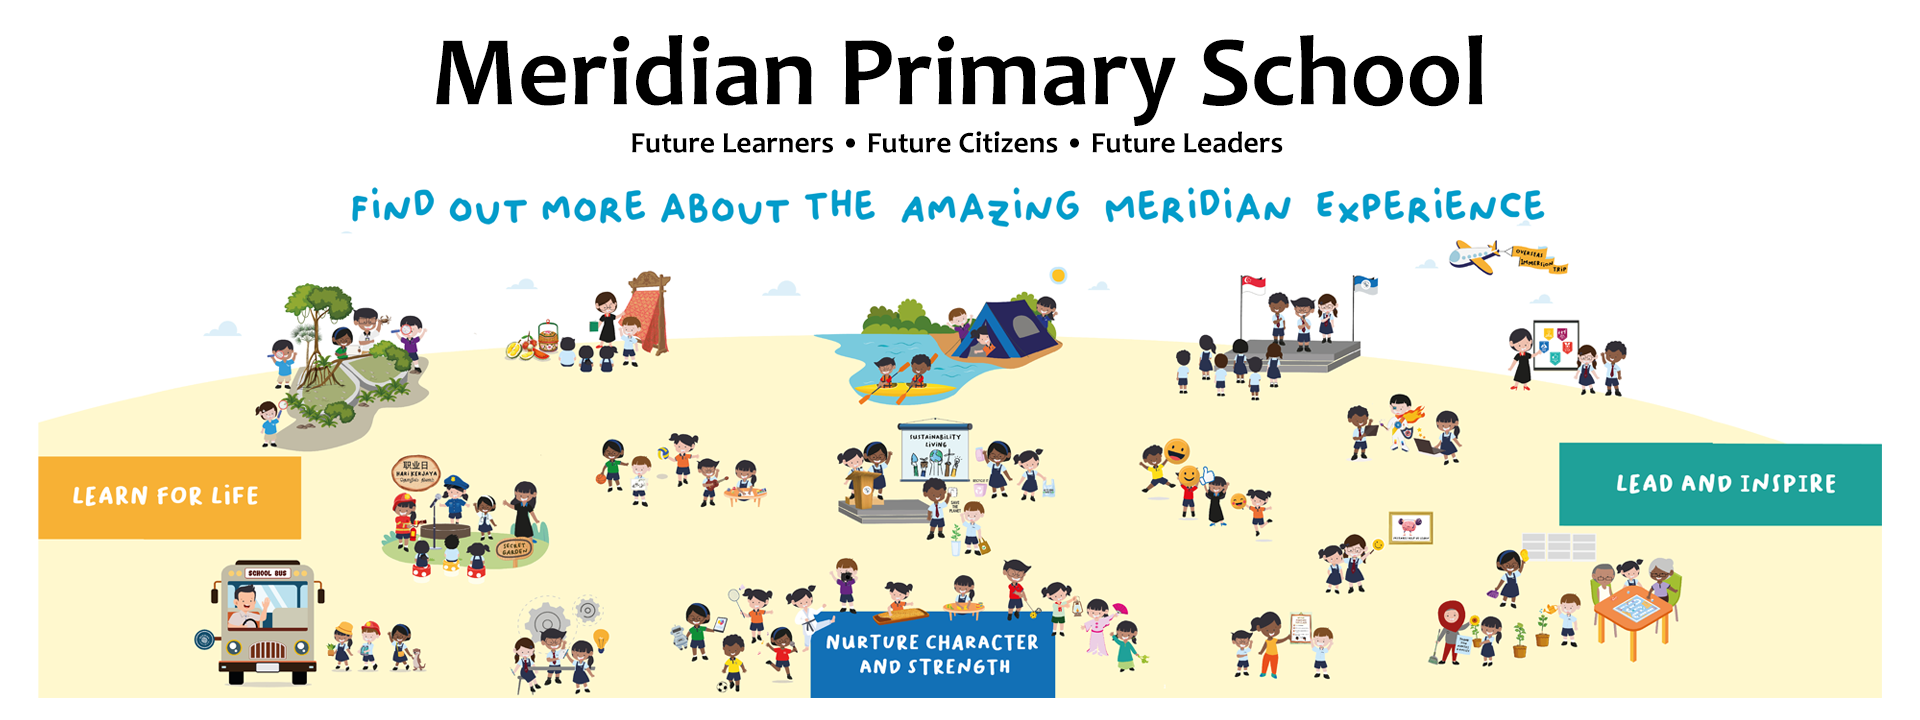 Meridian Primary School
Future Learners • Future Citizens • Future Leaders
FIND OUT MORE ABOUT THE AMAZING MERIDIAN EXPERIENCE
OVERSEAS
IMMERSION TRIP
SUSTAINABILITY
LIVING
职业日
HARI KERJAYA
LEARN FOR LIFE
LEAD AND INSPIRE
SECRET
GARDEN
SCHOOL BUS
NURTURE CHARACTER
AND STRENGTH